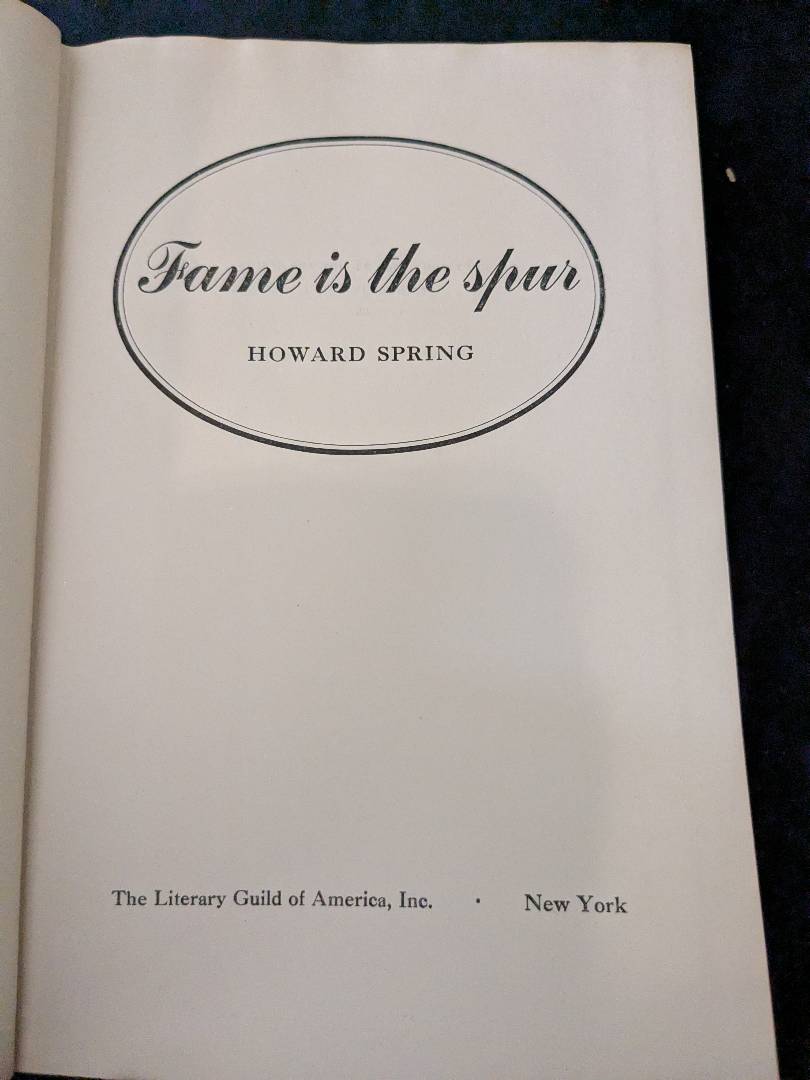 Fame is the spur
HOWARD SPRING
The Literary Guild of America, Inc. · New York